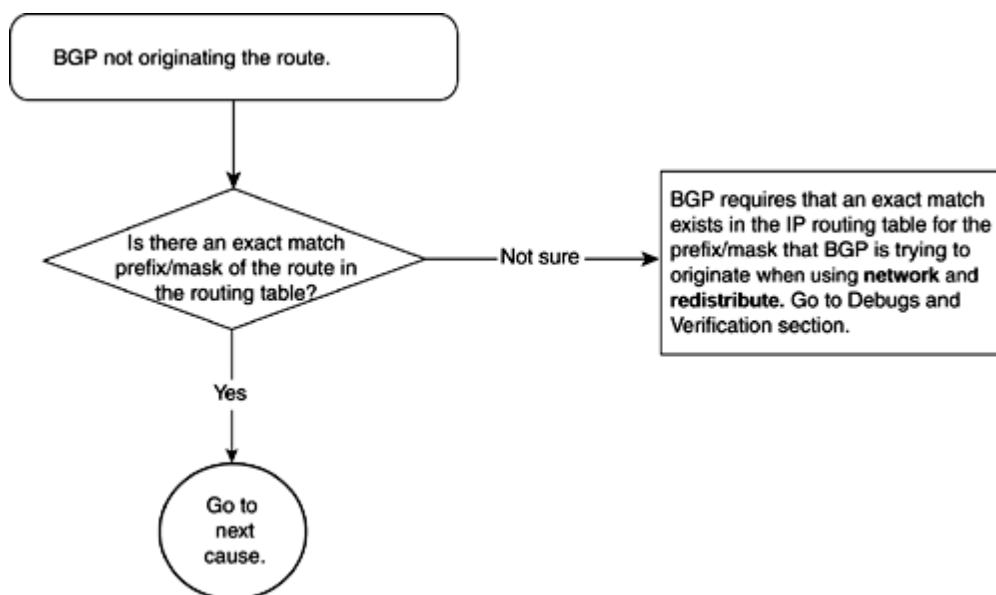 BGP not originating the route.
Is there an exact match
prefix/mask of the route in
the routing table?
Not sure
BGP requires that an exact match
exists in the IP routing table for the
prefix/mask that BGP is trying to
originate when using network and
redistribute. Go to Debugs and
Verification section.
Yes
Go to
next
cause.